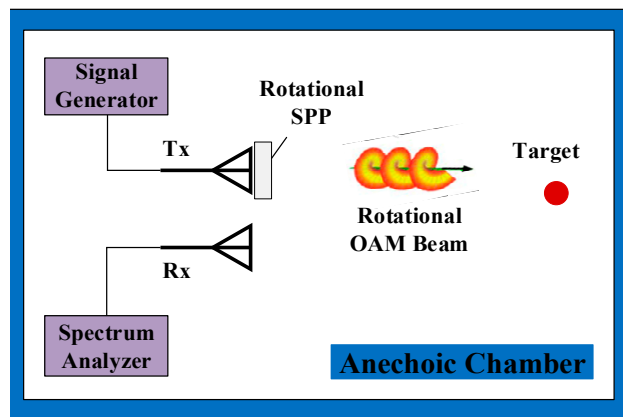 Signal
Generator
Rotational
SPP
Tx
Target
Rotational
OAM Beam
Rx
Spectrum
Analyzer
Anechoic Chamber